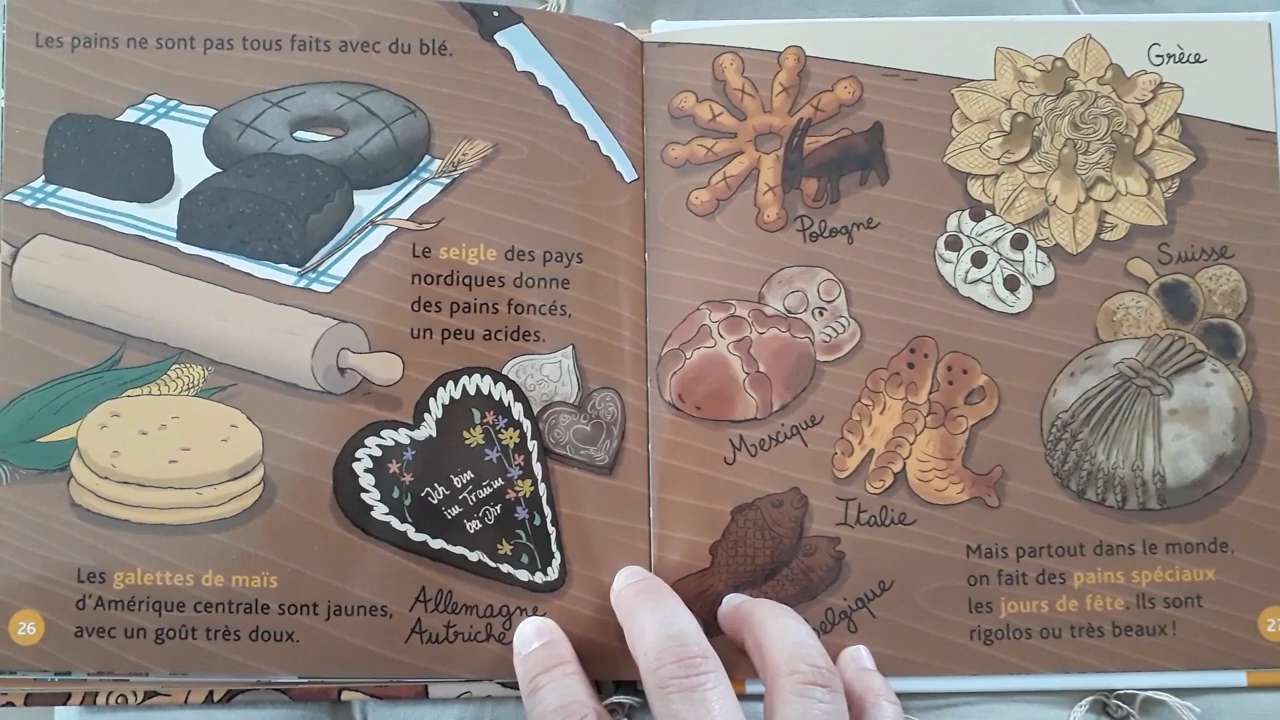 Les pains ne sont pas tous faits avec du blé.
Le seigle des pays
nordiques donne
des pains foncés,
un peu acides.
Ich bin
im Traum
bei Dir
Les galettes de maïs
d'Amérique centrale sont jaunes,
avec un goût très doux.
Allemagne
Autriche
26
Grèce
Pologne
Suisse
Mexique
Italie
Belgique
Mais partout dans le monde,
on fait des pains spéciaux
les jours de fête. Ils sont
rigolos ou très beaux !
27